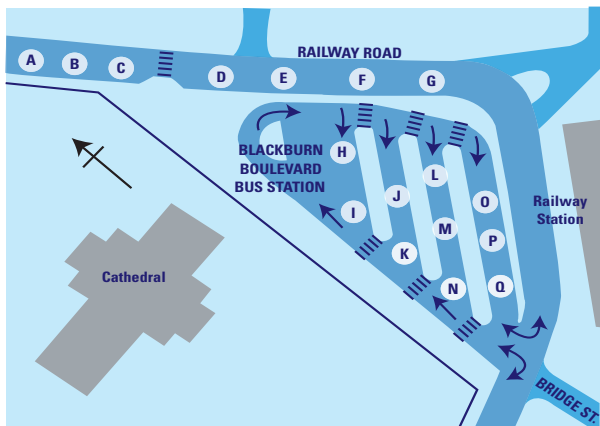 RAILWAY ROAD
A
B
C
D
E
F
G
BLACKBURN
BOULEVARD
BUS STATION
H
I
J
K
L
M
N
O
P
Q
Railway
Station
Cathedral
BRIDGE ST.